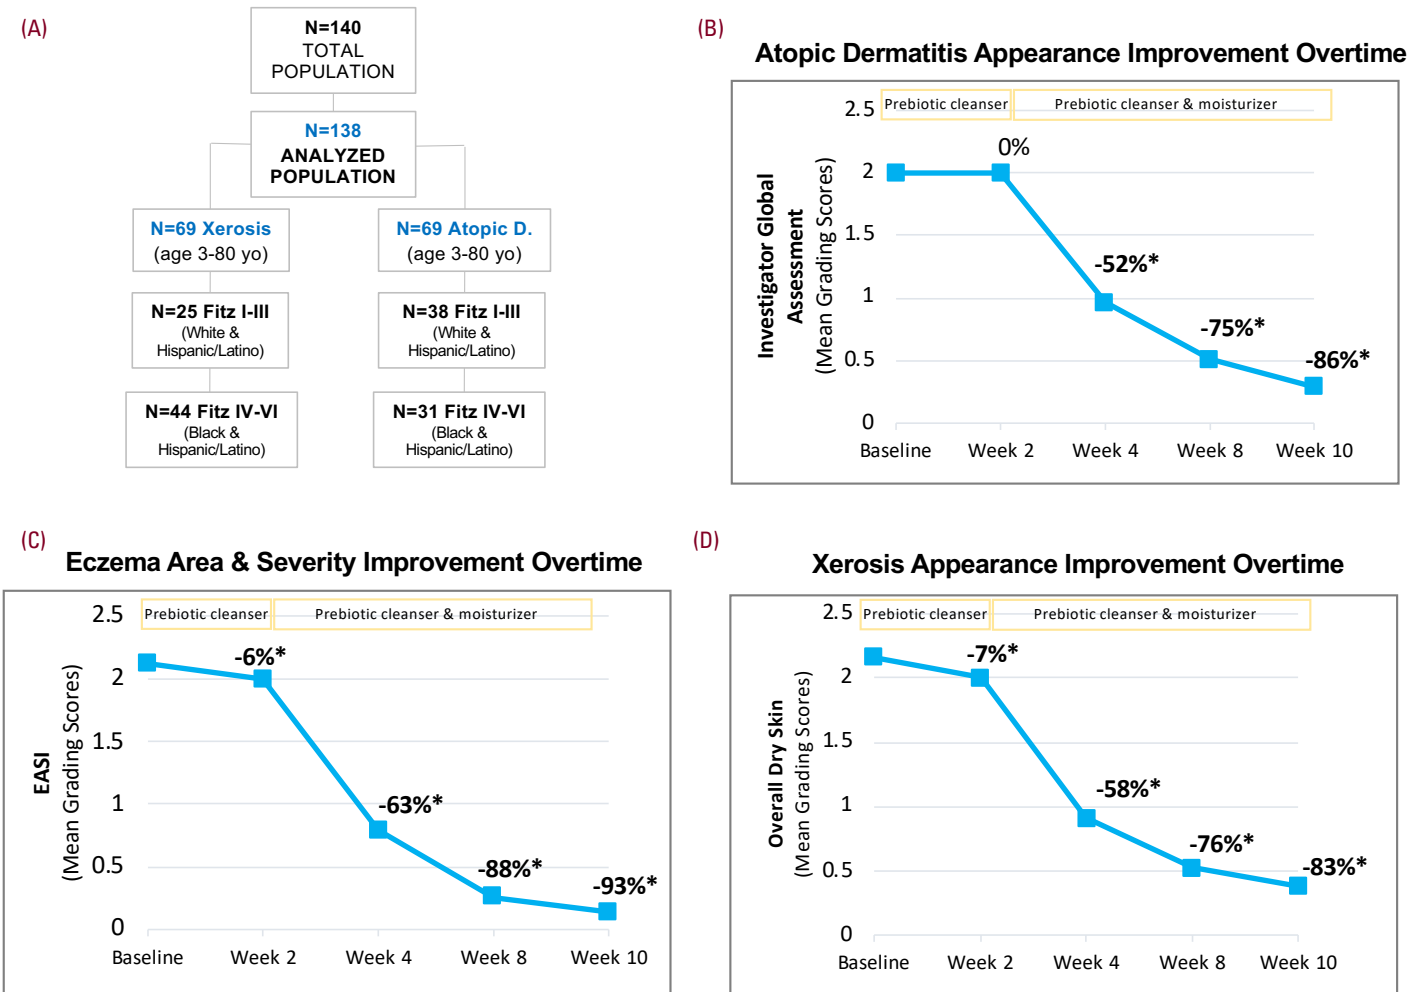 (A)
N=140
TOTAL
POPULATION
N=138
ANALYZED
POPULATION
N=69 Xerosis
(age 3-80 yo)
N=69 Atopic D.
(age 3-80 yo)
N=25 Fitz I-III
(White &
Hispanic/Latino)
N=38 Fitz I-III
(White &
Hispanic/Latino)
N=44 Fitz IV-VI
(Black &
Hispanic/Latino)
N=31 Fitz IV-VI
(Black &
Hispanic/Latino)
(B)
Atopic Dermatitis Appearance Improvement Overtime
Prebiotic cleanser
Prebiotic cleanser & moisturizer
Investigator Global
Assessment
(Mean Grading Scores)
2.5
2
1.5
1
0.5
0
0%
-52%*
-75%*
-86%*
Baseline Week 2 Week 4 Week 8 Week 10
(C)
Eczema Area & Severity Improvement Overtime
Prebiotic cleanser
Prebiotic cleanser & moisturizer
EASI
(Mean Grading Scores)
2.5
2
1.5
1
0.5
0
-6%*
-63%*
-88%*
-93%*
Baseline Week 2 Week 4 Week 8 Week 10
(D)
Xerosis Appearance Improvement Overtime
Prebiotic cleanser
Prebiotic cleanser & moisturizer
Overall Dry Skin
(Mean Grading Scores)
2.5
2
1.5
1
0.5
0
-7%*
-58%*
-76%*
-83%*
Baseline Week 2 Week 4 Week 8 Week 10